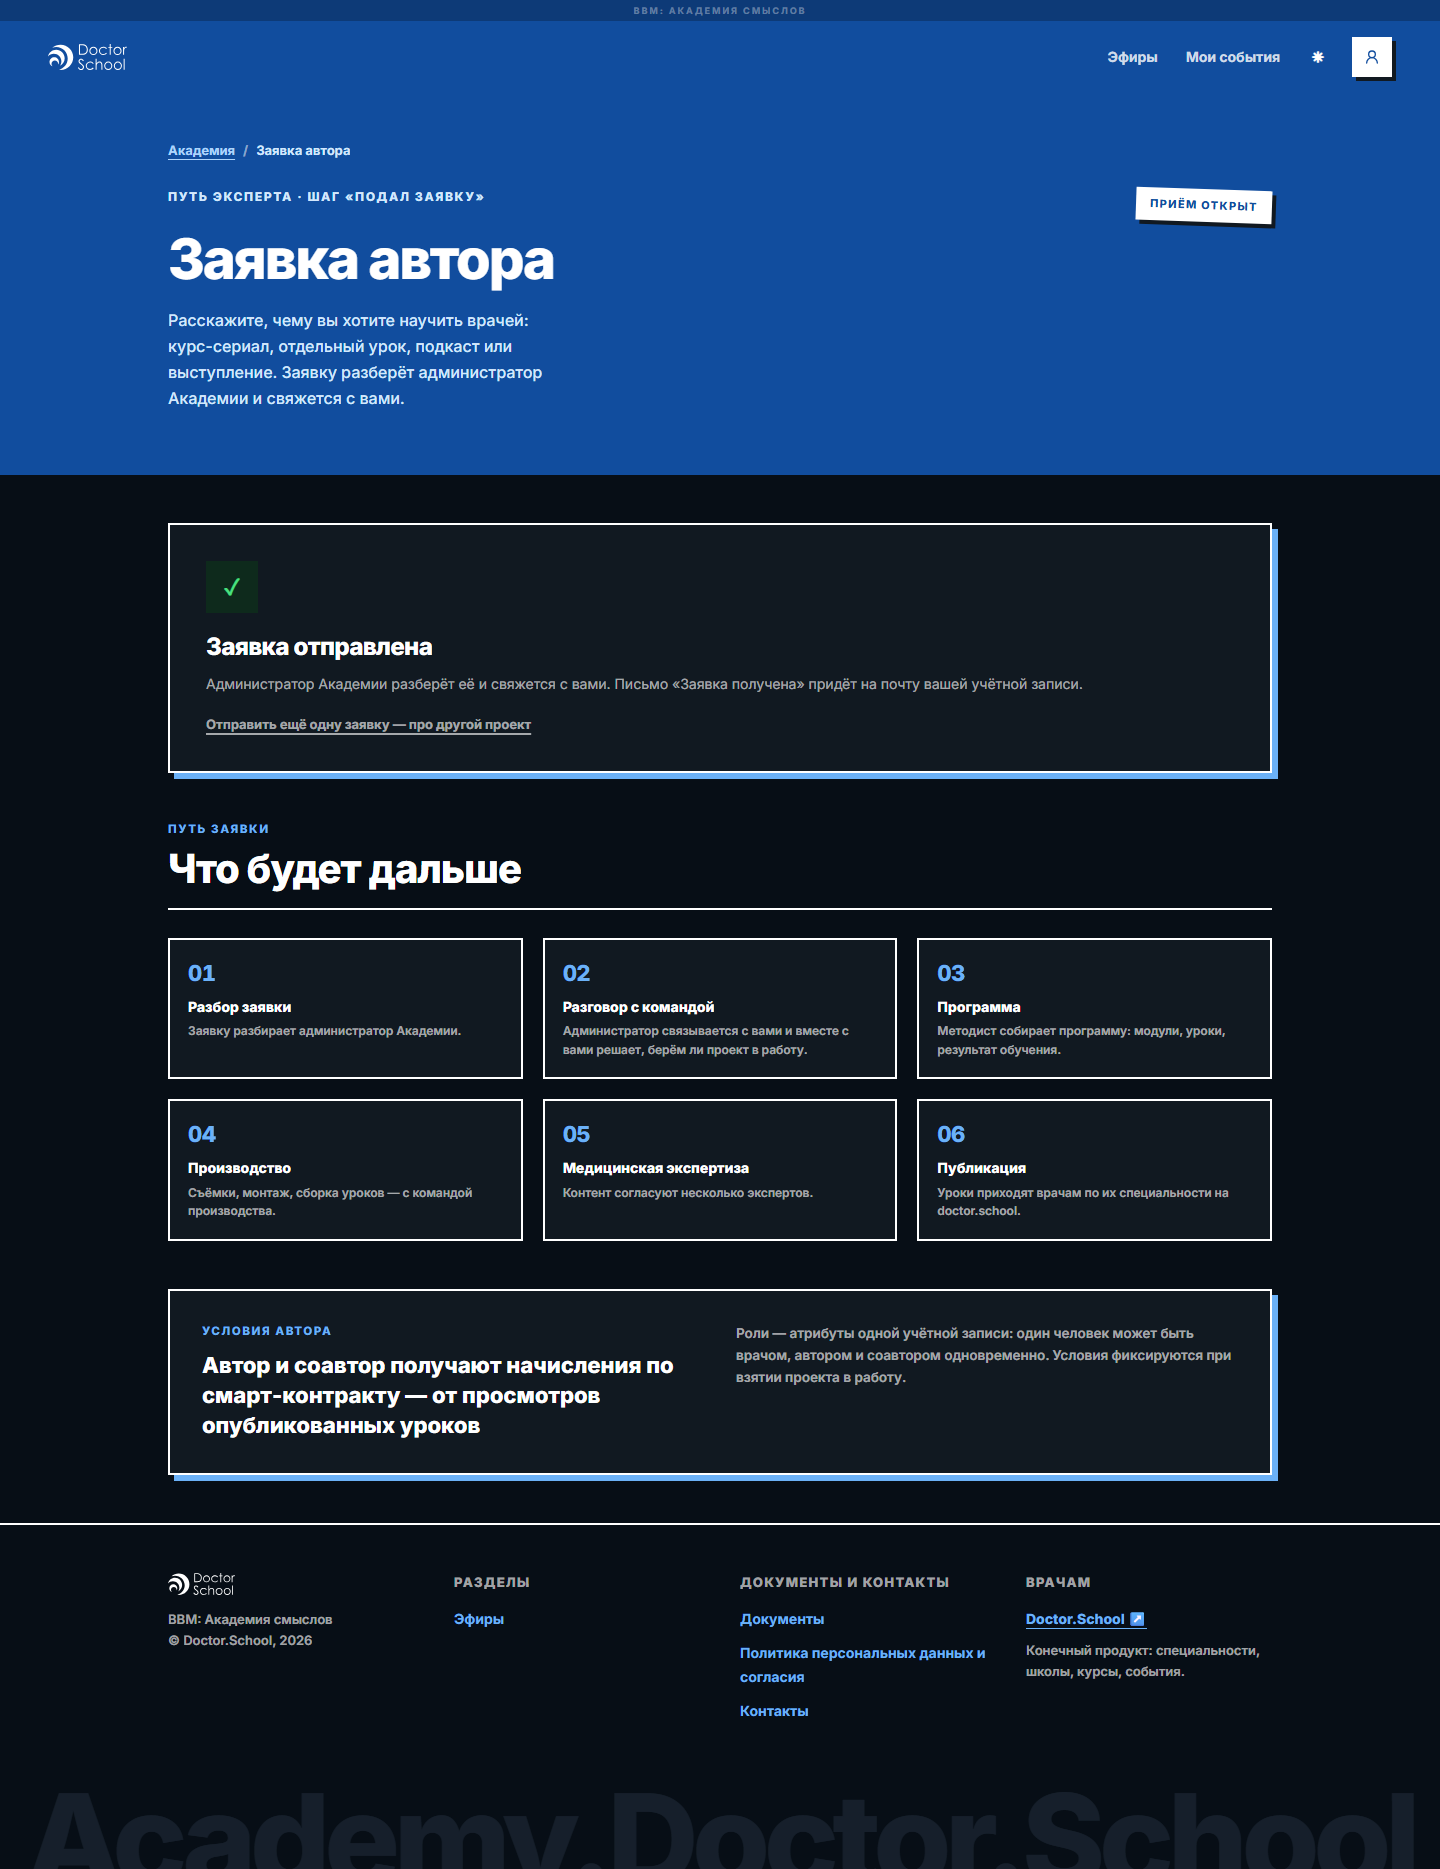 ВВМ: АКАДЕМИЯ СМЫСЛОВ
Doctor
School
Эфиры
Мои события
Академия / Заявка автора
ПУТЬ ЭКСПЕРТА · ШАГ «ПОДАЛ ЗАЯВКУ»
ПРИЁМ ОТКРЫТ
Заявка автора
Расскажите, чему вы хотите научить врачей:
курс-сериал, отдельный урок, подкаст или
выступление. Заявку разберёт администратор
Академии и свяжется с вами.
Заявка отправлена
Администратор Академии разберёт её и свяжется с вами. Письмо «Заявка получена» придёт на почту вашей учётной записи.
Отправить ещё одну заявку — про другой проект
ПУТЬ ЗАЯВКИ
Что будет дальше
01
Разбор заявки
Заявку разбирает администратор Академии.
02
Разговор с командой
Администратор связывается с вами и вместе с
вами решает, берём ли проект в работу.
03
Программа
Методист собирает программу: модули, уроки,
результат обучения.
04
Производство
Съёмки, монтаж, сборка уроков — с командой
производства.
05
Медицинская экспертиза
Контент согласуют несколько экспертов.
06
Публикация
Уроки приходят врачам по их специальности на
doctor.school.
УСЛОВИЯ АВТОРА
Автор и соавтор получают начисления по
смарт-контракту — от просмотров
опубликованных уроков
Роли — атрибуты одной учётной записи: один человек может быть
врачом, автором и соавтором одновременно. Условия фиксируются при
взятии проекта в работу.
Doctor
School
ВВМ: Академия смыслов
© Doctor.School, 2026
РАЗДЕЛЫ
Эфиры
ДОКУМЕНТЫ И КОНТАКТЫ
Документы
Политика персональных данных и
согласия
Контакты
ВРАЧАМ
Doctor.School ↗
Конечный продукт: специальности,
школы, курсы, события.
Academy.Doctor.School